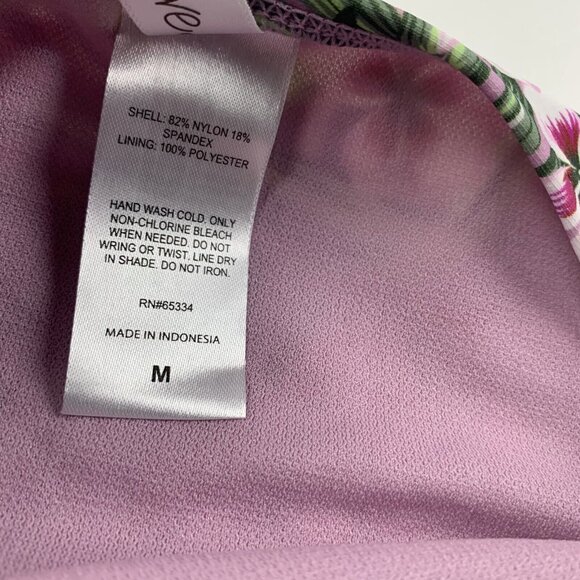 SHELL: 82% NYLON 18%
SPANDEX
LINING: 100% POLYESTER
HAND WASH COLD. ONLY
NON-CHLORINE BLEACH
WHEN NEEDED. DO NOT
WRING OR TWIST. LINE DRY
IN SHADE. DO NOT IRON.
RN#65334
MADE IN INDONESIA
M